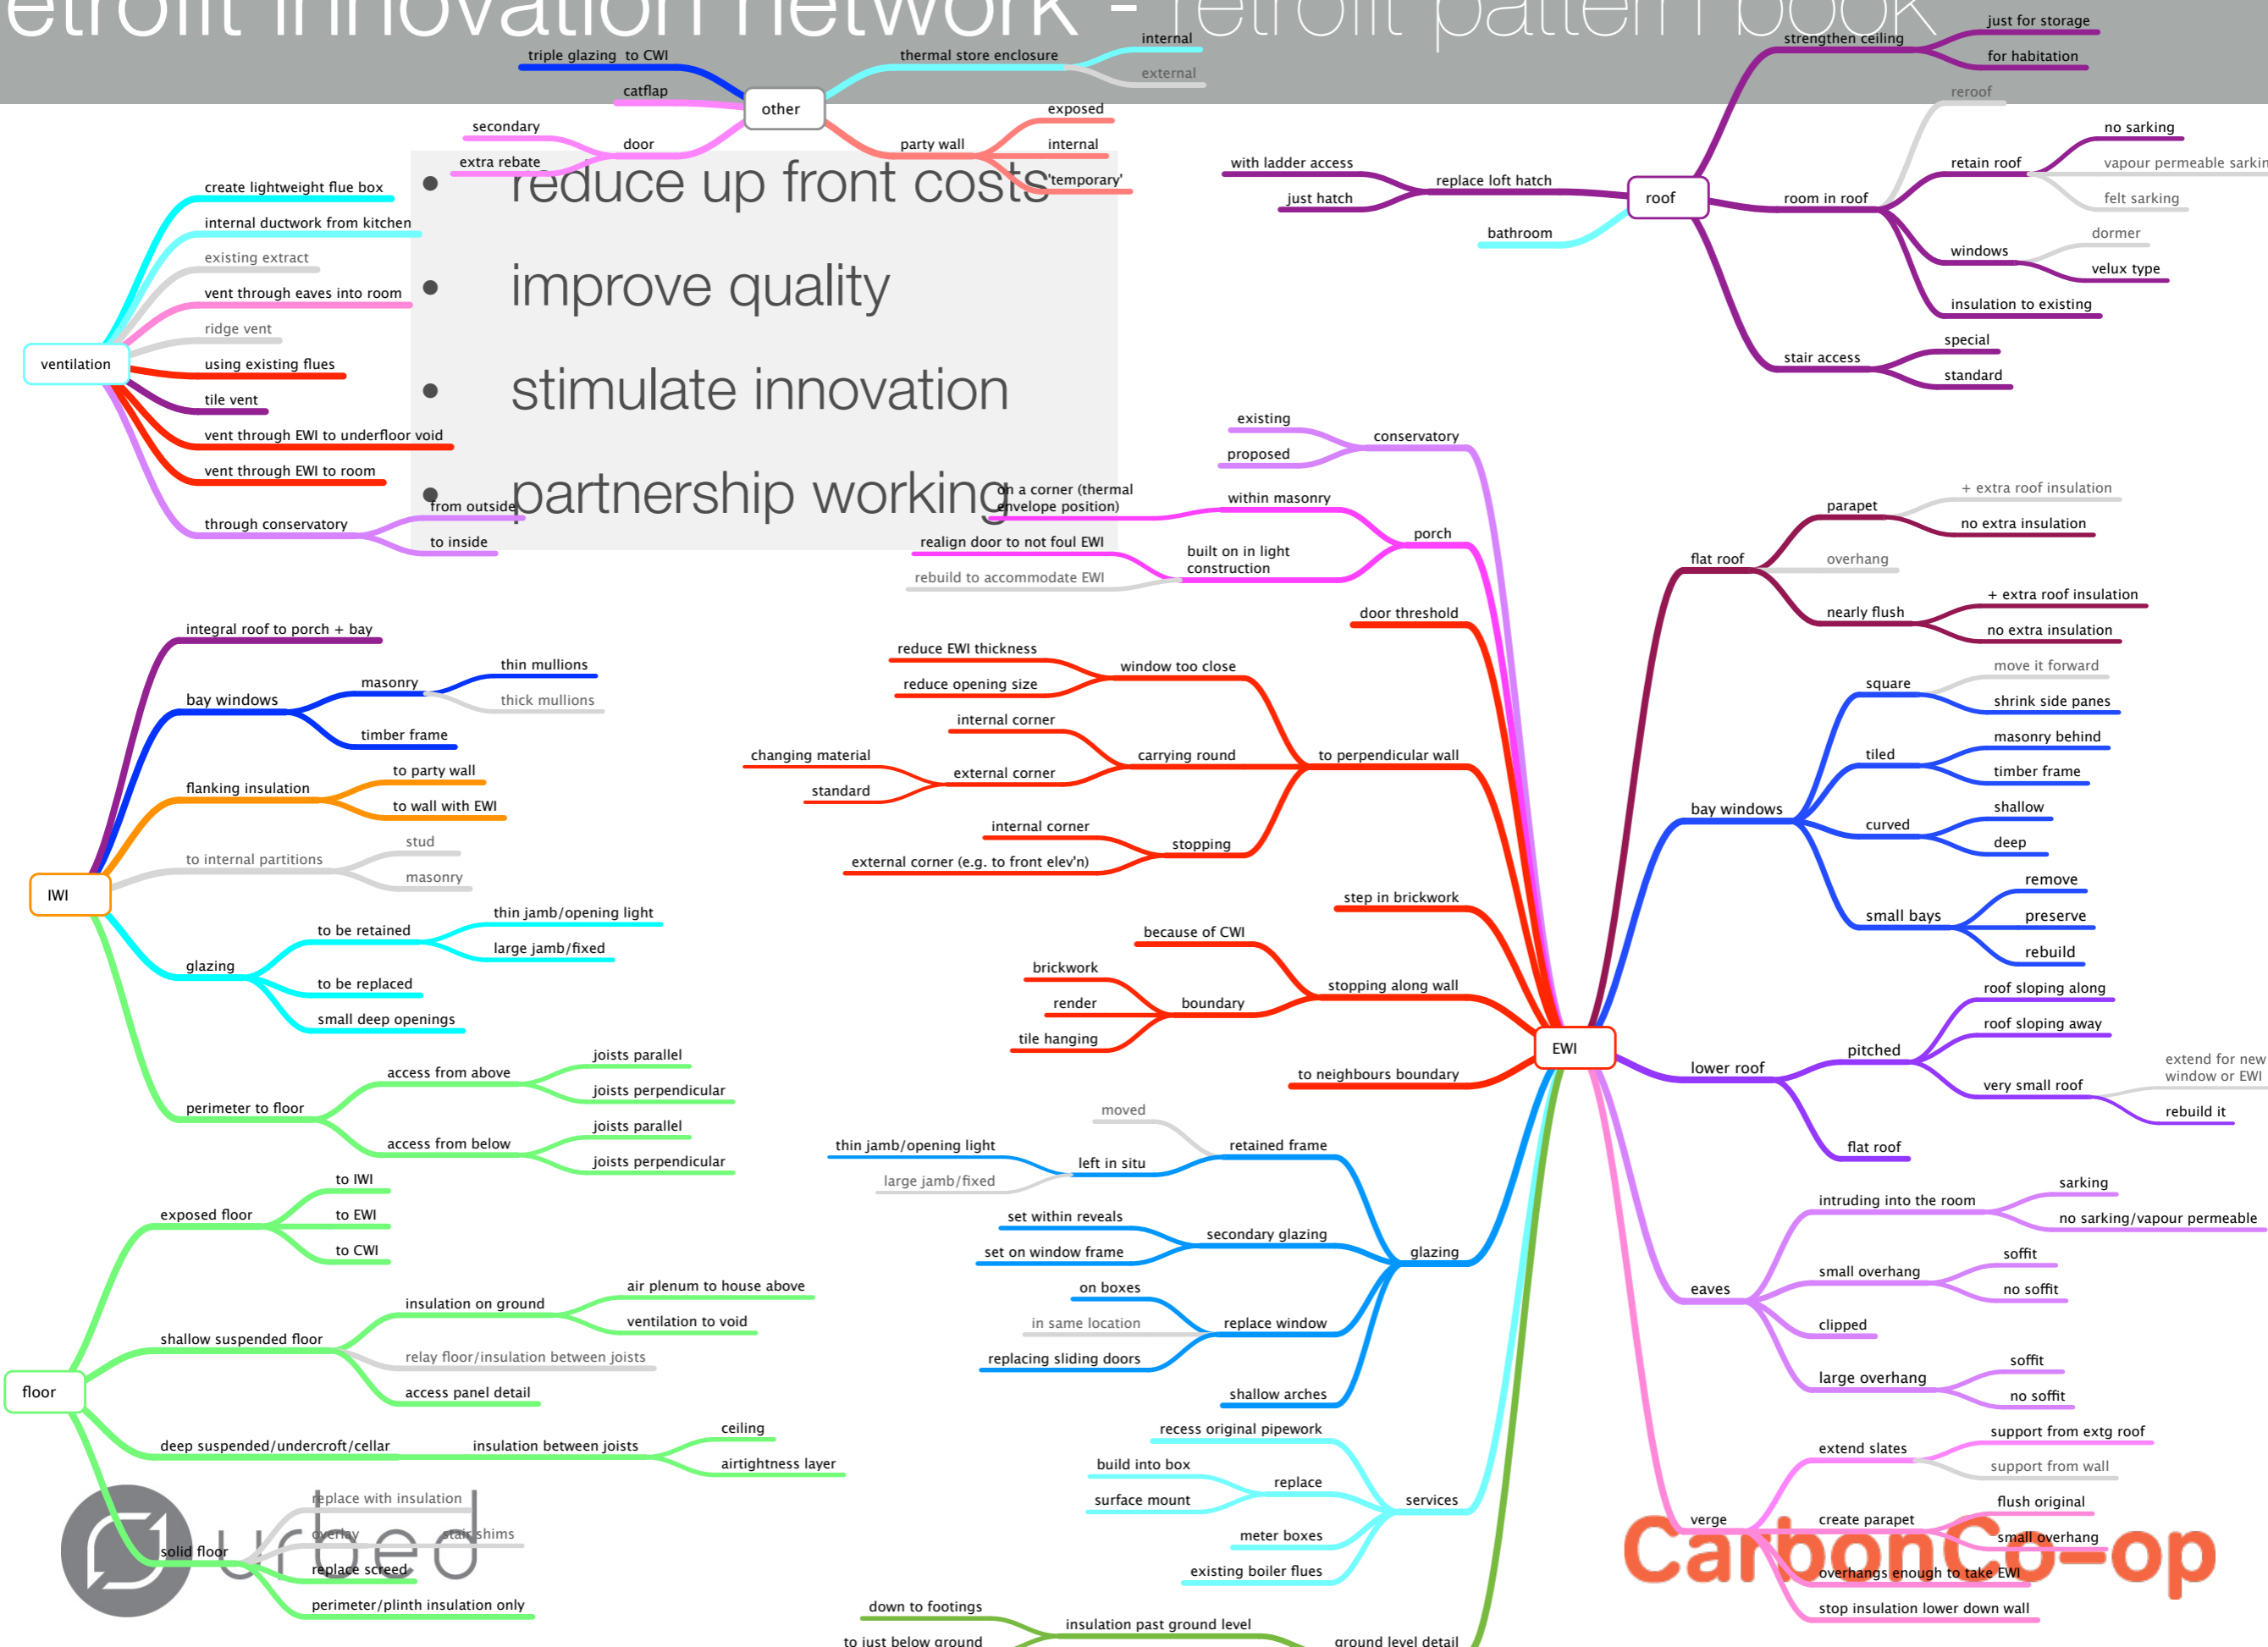 etrofit innovation network - retrofit pattern book
triple glazing  to CWI
catflap
secondary
door
extra rebate
other
thermal store enclosure
internal
external
party wall
exposed
internal
'temporary'
• reduce up front costs
• improve quality
• stimulate innovation
• partnership working
ventilation
create lightweight flue box
internal ductwork from kitchen
existing extract
vent through eaves into room
ridge vent
using existing flues
tile vent
vent through EWI to underfloor void
vent through EWI to room
through conservatory
from outside
to inside
roof
strengthen ceiling
just for storage
for habitation
room in roof
reroof
retain roof
no sarking
vapour permeable sarkin
felt sarking
windows
dormer
velux type
insulation to existing
stair access
special
standard
replace loft hatch
with ladder access
just hatch
bathroom
IWI
integral roof to porch + bay
bay windows
masonry
thin mullions
thick mullions
timber frame
flanking insulation
to party wall
to wall with EWI
to internal partitions
stud
masonry
glazing
to be retained
thin jamb/opening light
large jamb/fixed
to be replaced
small deep openings
perimeter to floor
access from above
joists parallel
joists perpendicular
access from below
joists parallel
joists perpendicular
floor
exposed floor
to IWI
to EWI
to CWI
shallow suspended floor
insulation on ground
air plenum to house above
ventilation to void
relay floor/insulation between joists
access panel detail
deep suspended/undercroft/cellar
insulation between joists
ceiling
airtightness layer
solid floor
replace with insulation
overlay
stair shims
replace screed
perimeter/plinth insulation only
EWI
conservatory
existing
proposed
porch
within masonry
on a corner (thermal
envelope position)
built on in light
construction
realign door to not foul EWI
rebuild to accommodate EWI
door threshold
to perpendicular wall
window too close
reduce EWI thickness
reduce opening size
carrying round
internal corner
external corner
changing material
standard
stopping
internal corner
external corner (e.g. to front elev'n)
step in brickwork
stopping along wall
because of CWI
boundary
brickwork
render
tile hanging
to neighbours boundary
glazing
retained frame
moved
left in situ
thin jamb/opening light
large jamb/fixed
secondary glazing
set within reveals
set on window frame
replace window
on boxes
in same location
replacing sliding doors
shallow arches
services
recess original pipework
replace
build into box
surface mount
meter boxes
existing boiler flues
ground level detail
insulation past ground level
down to footings
to just below ground
flat roof
parapet
+ extra roof insulation
no extra insulation
overhang
nearly flush
+ extra roof insulation
no extra insulation
bay windows
square
move it forward
shrink side panes
tiled
masonry behind
timber frame
curved
shallow
deep
small bays
remove
preserve
rebuild
lower roof
pitched
roof sloping along
roof sloping away
very small roof
extend for new
window or EWI
rebuild it
flat roof
eaves
intruding into the room
sarking
no sarking/vapour permeable
small overhang
soffit
no soffit
clipped
large overhang
soffit
no soffit
verge
extend slates
support from extg roof
support from wall
create parapet
flush original
small overhang
overhangs enough to take EWI
stop insulation lower down wall
urbed
CarbonCo-op